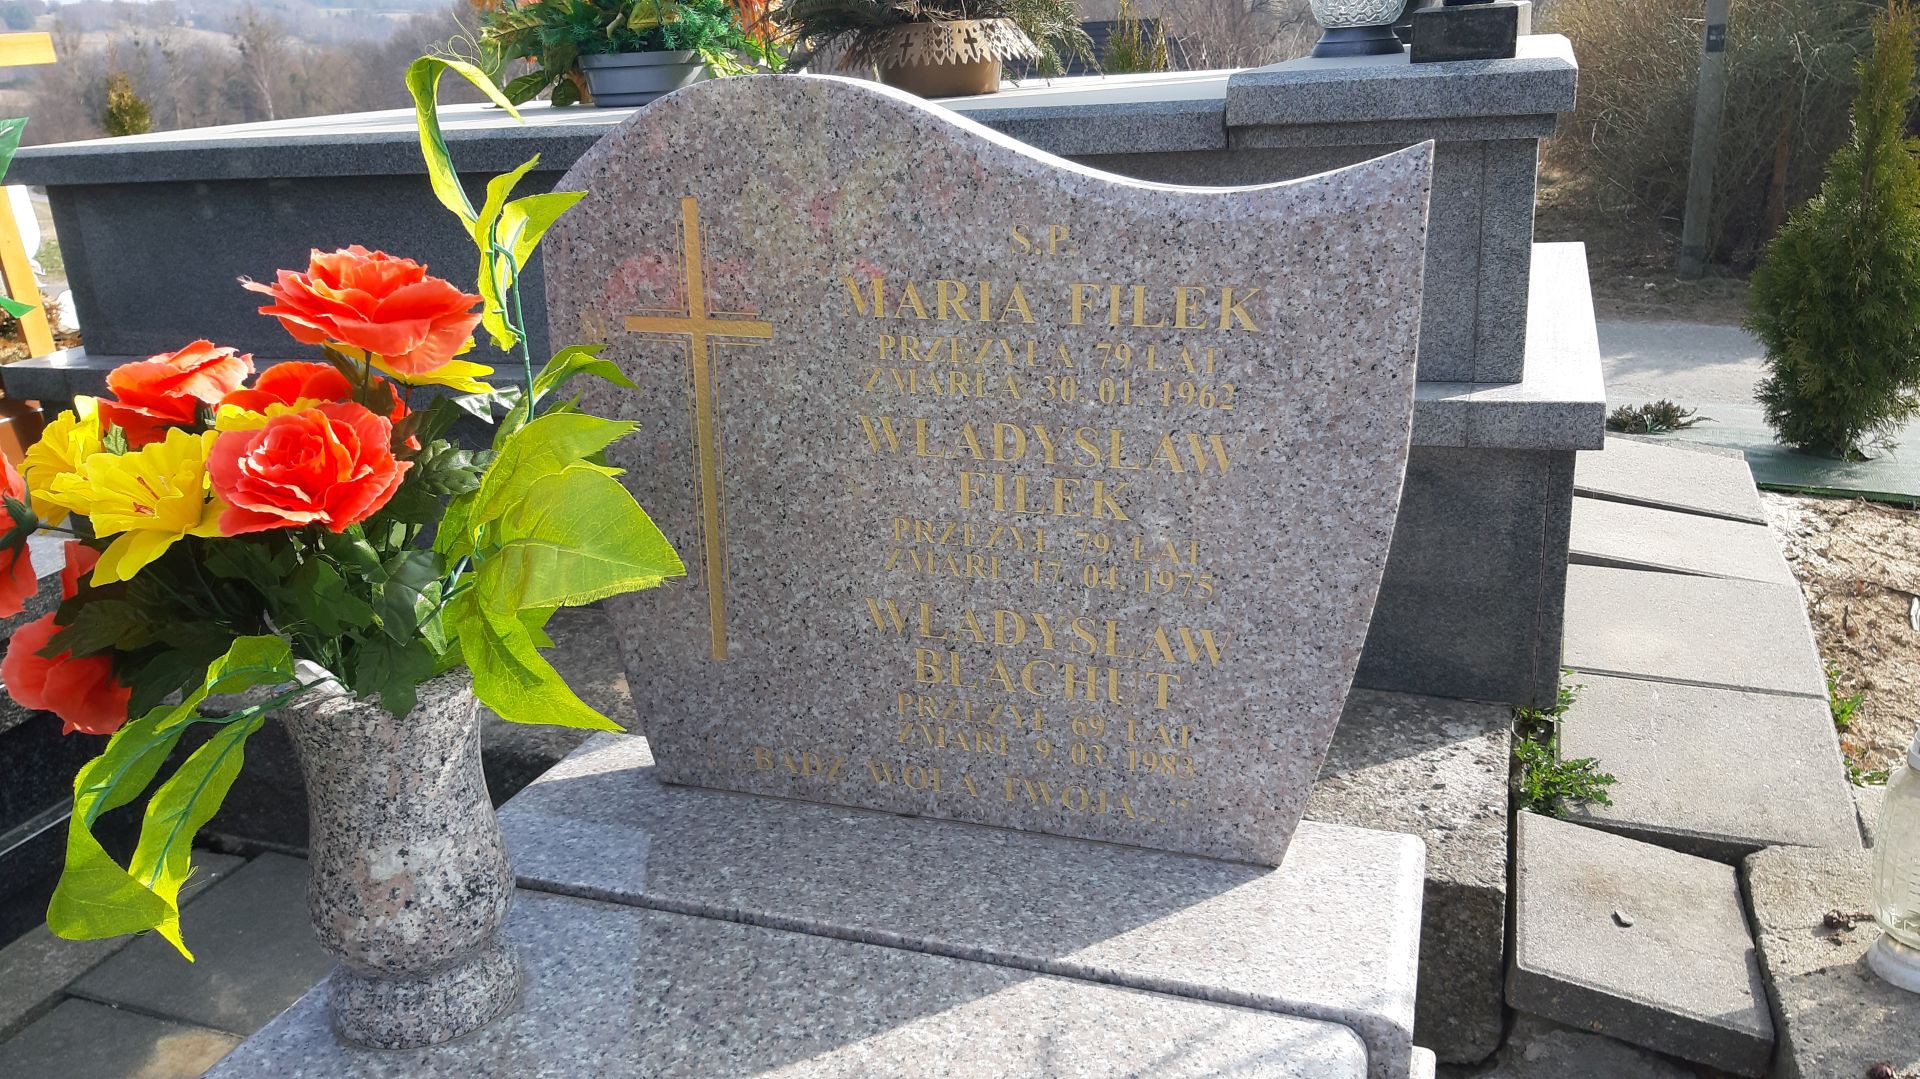 S.P.
MARIA FILEK
PRZEŻYŁA 79 LAT
ZMARŁA 30. 01. 1962
WŁADYSŁAW
FILEK
PRZEŻYŁ 79 LAT
ZMARŁ 17. 04. 1975
WŁADYSŁAW
BLACHUT
PRZEŻYŁ 69 LAT
ZMARŁ 9. 03. 1983
,,...BĄDŹ WOLA TWOJA...''